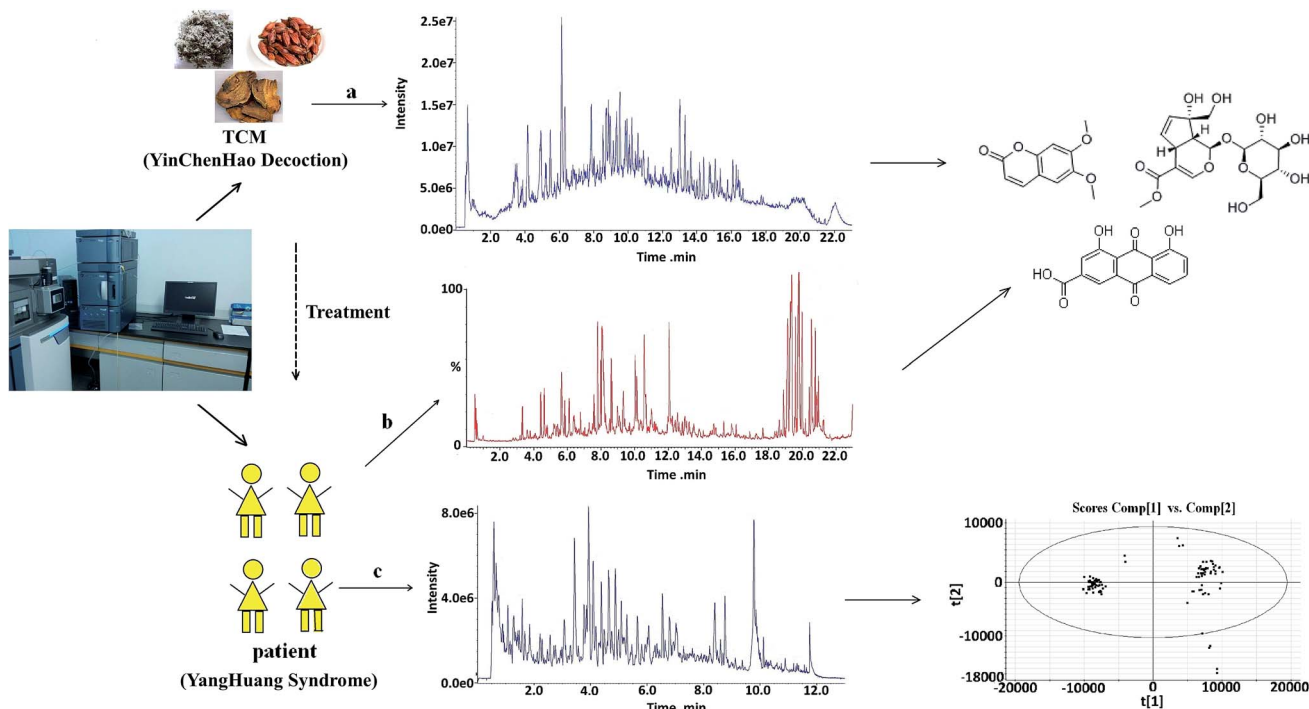 TCM
(YinChenHao Decoction)
a
Intensity
2.5e7
2.0e7
1.5e7
1.0e7
5.0e6
0.0e0
2.0 4.0 6.0 8.0 10.0 12.0 14.0 16.0 18.0 20.0 22.0
Time .min
OH
OH
O O O
O
H
H
O O
O
O
O
HO
OH
OH
OH
HO
OH O OH
HO
O
O
Treatment
100
%
0
2.0 4.0 6.0 8.0 10.0 12.0 14.0 16.0 18.0 20.0 22.0
Time .min
b
patient
(YangHuang Syndrome)
c
Intensity
8.0e6
4.0e6
0.0e0
2.0 4.0 6.0 8.0 10.0 12.0
Time .min
Scores Comp[1] vs. Comp[2]
t[2]
10000
0
-10000
-18000
-20000 -10000 0 10000 20000
t[1]